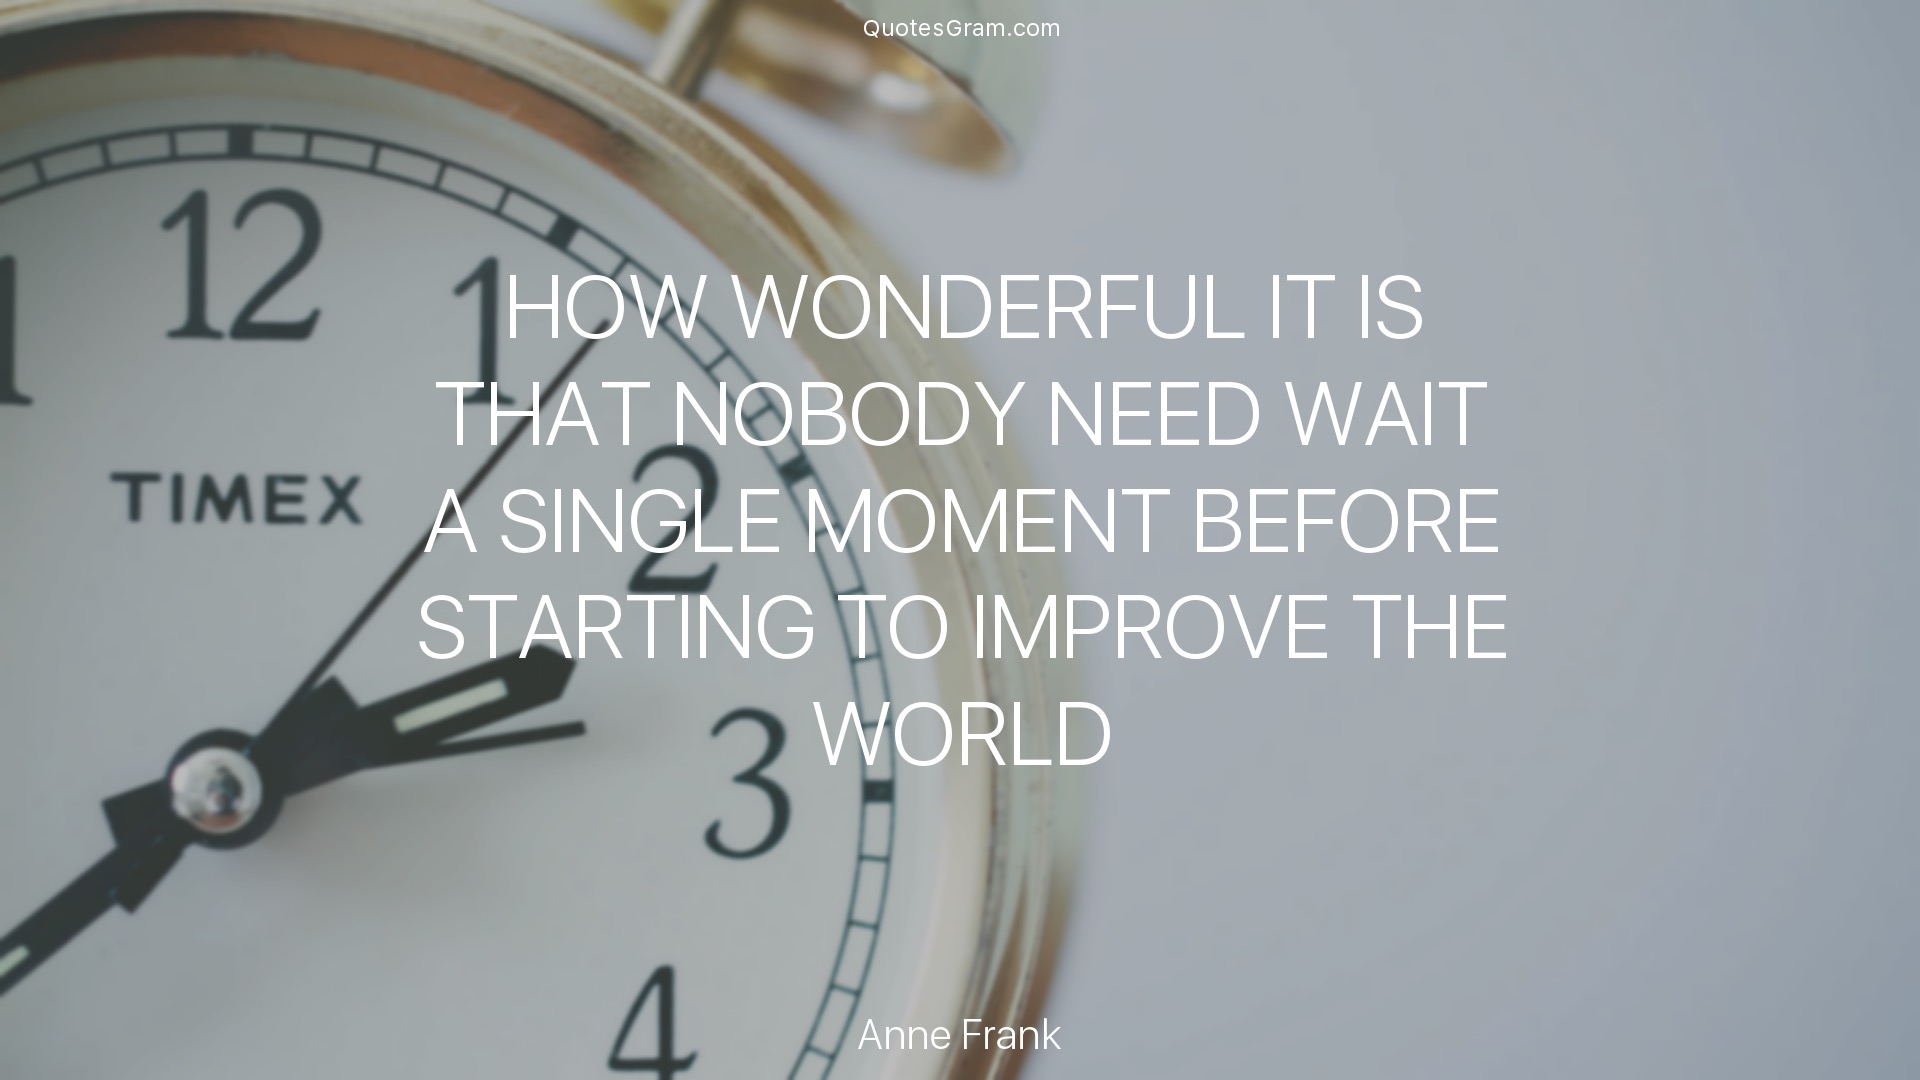 QuotesGram.com
12
1
1
HOW WONDERFUL IT IS
THAT NOBODY NEED WAIT
2
TIMEX
A SINGLE MOMENT BEFORE
STARTING TO IMPROVE THE
WORLD
3
4
Anne Frank